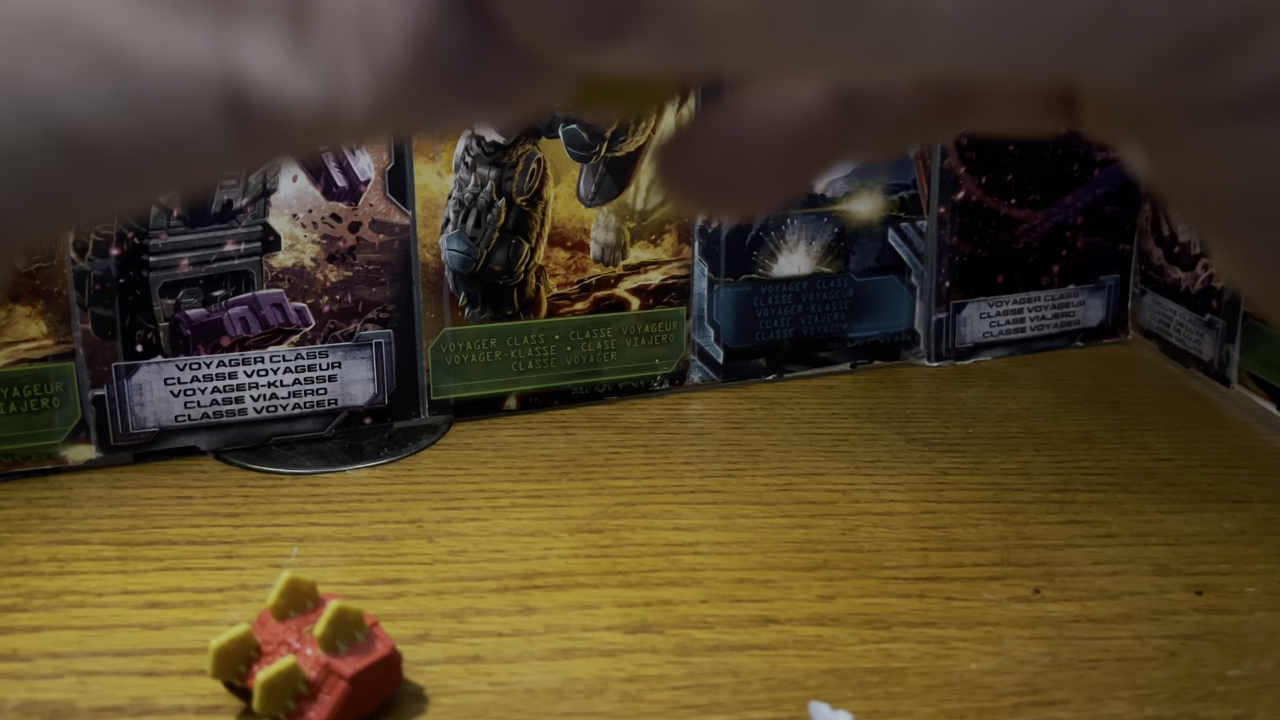 YAGEUR
IAJERO
VOYAGER CLASS
CLASSE VOYAGEUR
VOYAGER-KLASSE
CLASE VIAJERO
CLASSE VOYAGER
VOYAGER CLASS • CLASSE VOYAGEUR
VOYAGER-KLASSE • CLASE VIAJERO
CLASSE VOYAGER
VOYAGER CLASS
CLASSE VOYAGEUR
VOYAGER-KLASSE
CLASE VIAJERO
CLASSE VOYAGER
VOYAGER CLASS
CLASSE VOYAGEUR
CLASE VIAJERO
CLASSE VOYAGER